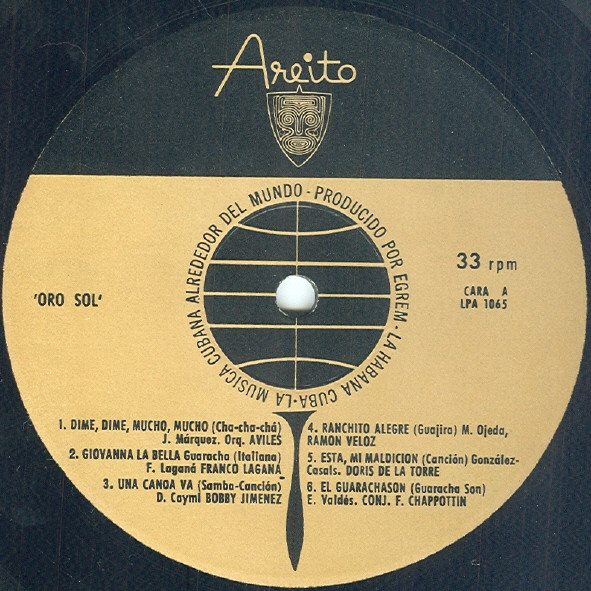 Areito
LA MUSICA CUBANA ALREDEDOR DEL MUNDO - PRODUCIDO POR EGREM - LA HABANA CUBA -
33 rpm
'ORO SOL'
CARA A
LPA 1065
1. DIME, DIME, MUCHO, MUCHO (Cha-cha-chá)
J. Márquez. Orq. AVILES
2. GIOVANNA LA BELLA Guaracha (Italiana)
F. Laganá FRANCO LAGANA
3. UNA CANOA VA (Samba-Canción)
D. Caymi BOBBY JIMENEZ
4. RANCHITO ALEGRE (Guajira) M. Ojeda,
RAMON VELOZ
5. ESTA, MI MALDICION (Canción) González-
Casals. DORIS DE LA TORRE
6. EL GUARACHASON (Guaracha Son)
E. Valdés. CONJ. F. CHAPPOTTIN